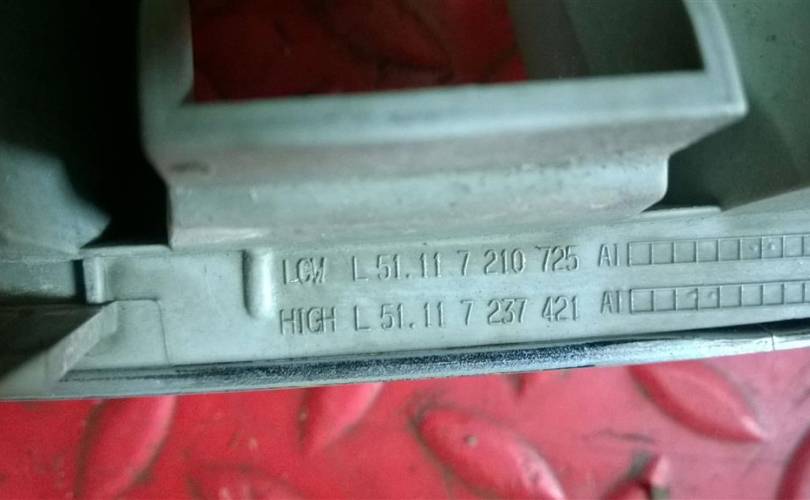 LOW L 51.11 7 210 725 AI
HIGH L 51.11 7 237 421 AI